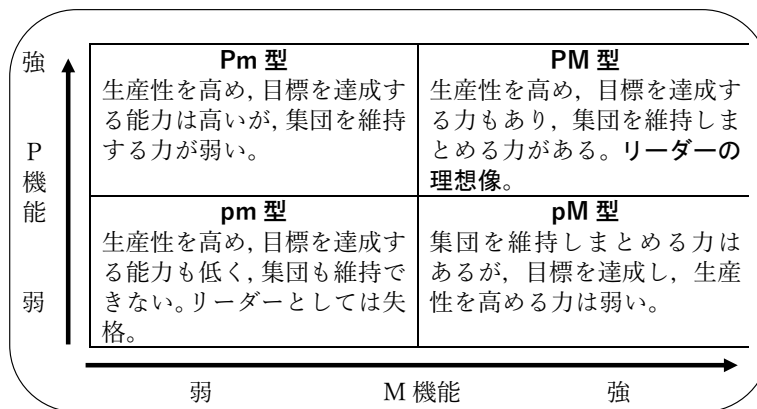 強
P
機
能
弱
Pm 型
生産性を高め，目標を達成す
る能力は高いが，集団を維持
する力が弱い。
PM 型
生産性を高め，目標を達成す
る力もあり，集団を維持しま
とめる力がある。リーダーの
理想像。
pm 型
生産性を高め，目標を達成す
る能力も低く，集団も維持で
きない。リーダーとしては失
格。
pM 型
集団を維持しまとめる力は
あるが，目標を達成し，生産
性を高める力は弱い。
弱 M 機能 強